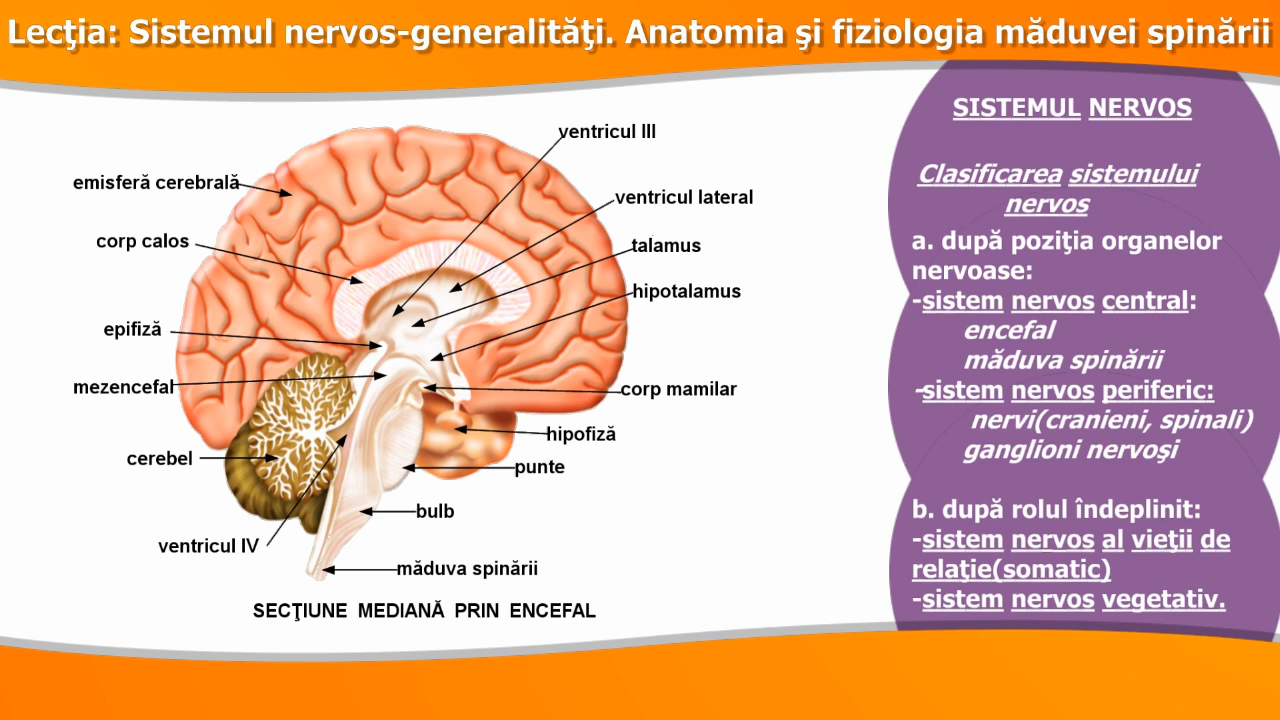 Lecţia: Sistemul nervos-generalităţi. Anatomia şi fiziologia măduvei spinării
ventricul III
emisferă cerebrală
ventricul lateral
corp calos
talamus
hipotalamus
epifiză
mezencefal
corp mamilar
hipofiză
cerebel
punte
bulb
ventricul IV
măduva spinării
SECŢIUNE MEDIANĂ PRIN ENCEFAL
SISTEMUL NERVOS
Clasificarea sistemului
nervos
a. după poziţia organelor
nervoase:
-sistem nervos central:
encefal
măduva spinării
-sistem nervos periferic:
nervi(cranieni, spinali)
ganglioni nervoşi
b. după rolul îndeplinit:
-sistem nervos al vieţii de
relaţie(somatic)
-sistem nervos vegetativ.